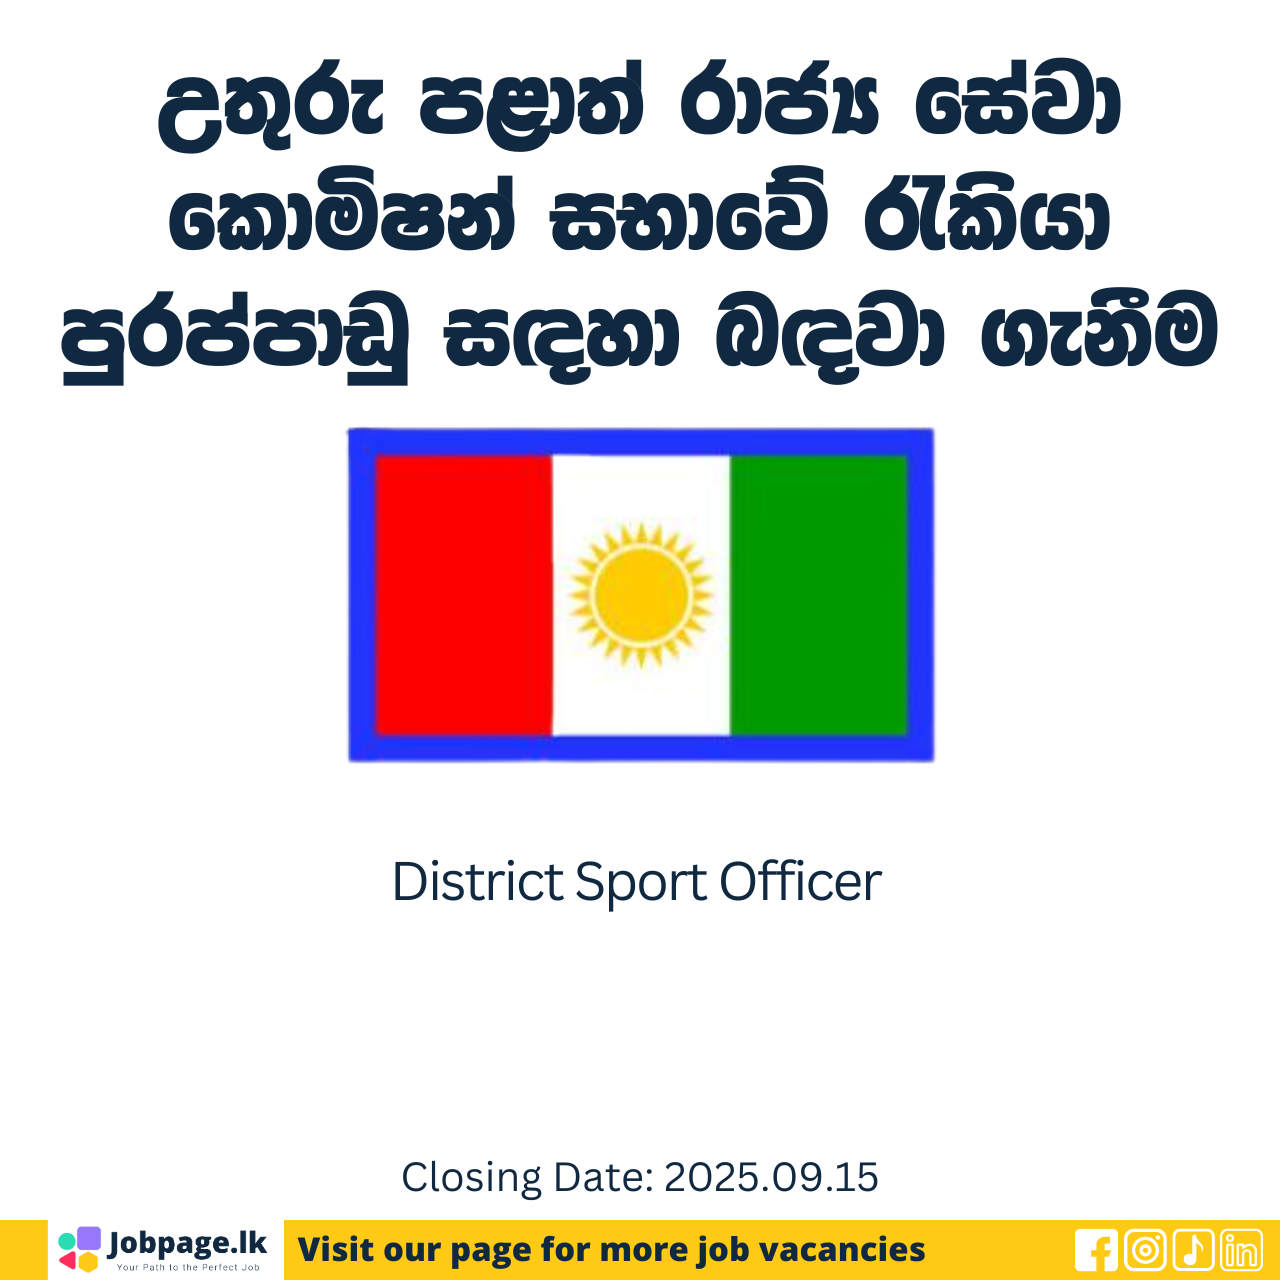 උතුරු පළාත් රාජ්‍ය සේවා
කොමිෂන් සභාවේ රැකියා
පුරප්පාඩු සඳහා බඳවා ගැනීම
District Sport Officer
Closing Date: 2025.09.15
Jobpage.lk
Your Path to the Perfect Job
Visit our page for more job vacancies